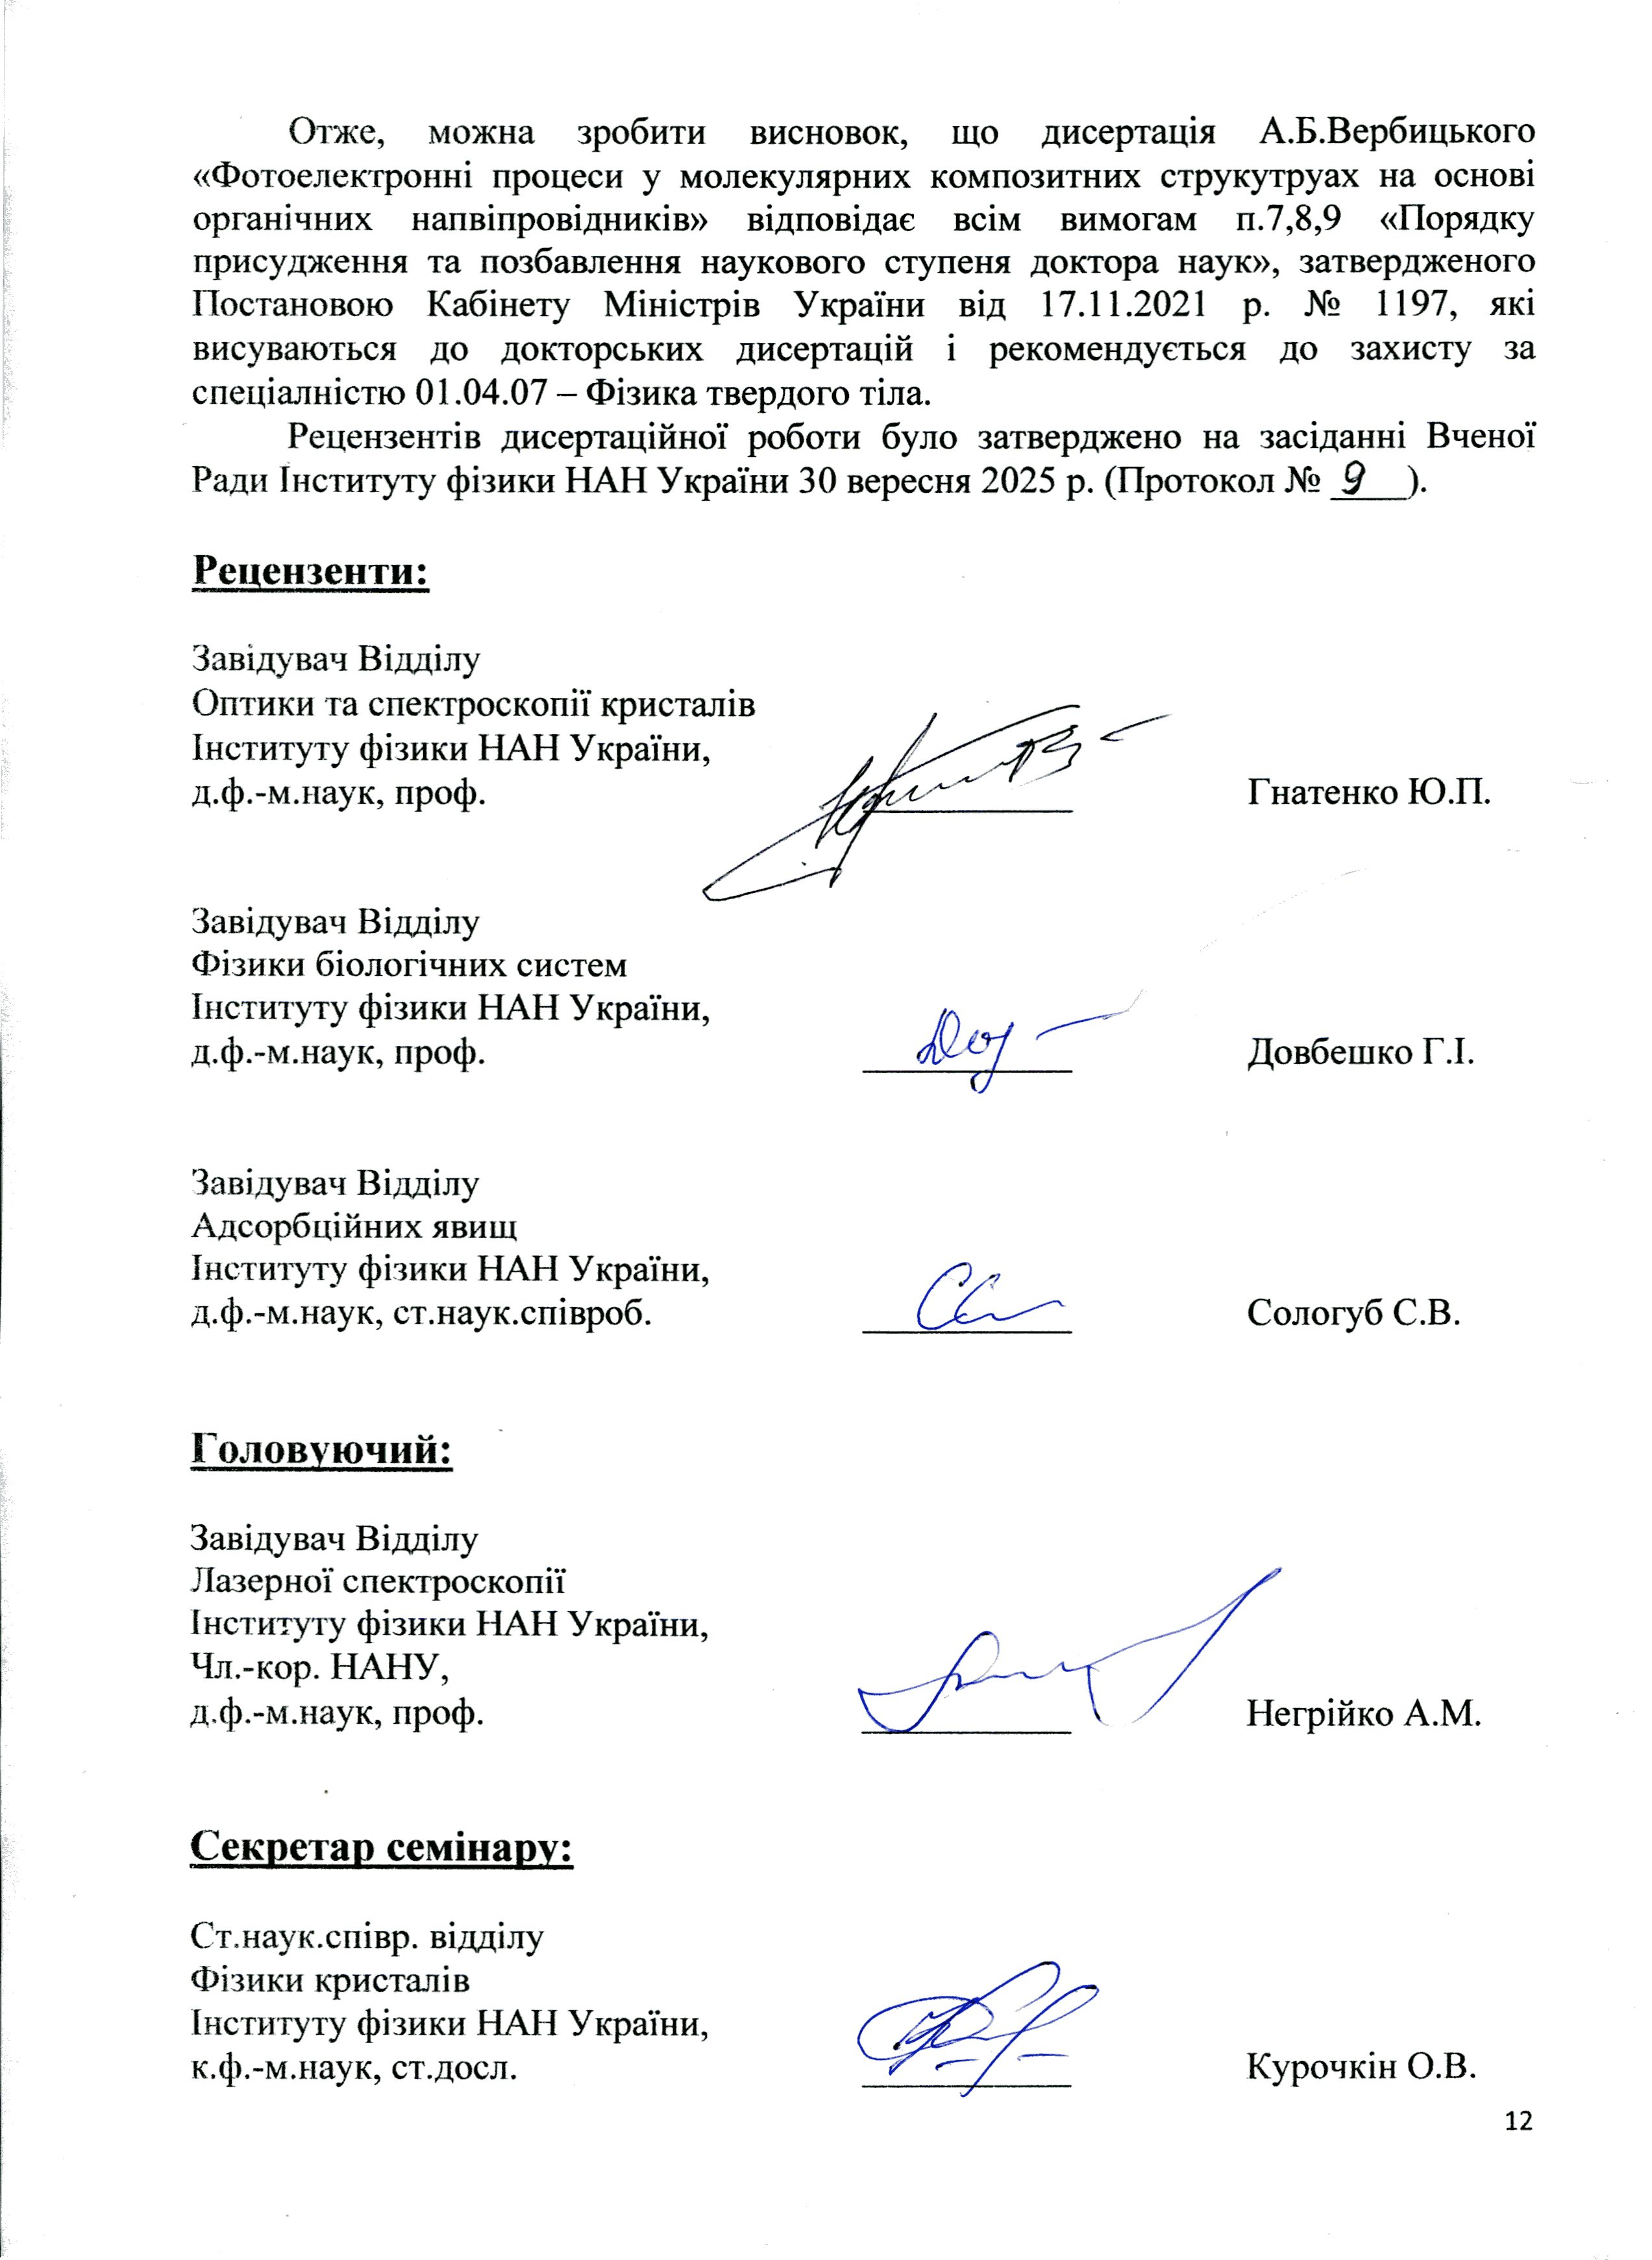 Отже, можна зробити висновок, що дисертація А.Б.Вербицького
«Фотоелектронні процеси у молекулярних композитних струкутруах на основі
органічних напвіпровідників» відповідає всім вимогам п.7,8,9 «Порядку
присудження та позбавлення наукового ступеня доктора наук», затвердженого
Постановою Кабінету Міністрів України від 17.11.2021 р. № 1197, які
висуваються до докторських дисертацій і рекомендується до захисту за
спеціалністю 01.04.07 – Фізика твердого тіла.
Рецензентів дисертаційної роботи було затверджено на засіданні Вченої
Ради Інституту фізики НАН України 30 вересня 2025 р. (Протокол № 9 ).
Рецензенти:
Завідувач Відділу
Оптики та спектроскопії кристалів
Інституту фізики НАН України,
д.ф.-м.наук, проф. Гнатенко Ю.П.
Завідувач Відділу
Фізики біологічних систем
Інституту фізики НАН України,
д.ф.-м.наук, проф. Довбешко Г.І.
Завідувач Відділу
Адсорбційних явищ
Інституту фізики НАН України,
д.ф.-м.наук, ст.наук.співроб. Сологуб С.В.
Головуючий:
Завідувач Відділу
Лазерної спектроскопії
Інституту фізики НАН України,
Чл.-кор. НАНУ,
д.ф.-м.наук, проф. Негрійко А.М.
Секретар семінару:
Ст.наук.співр. відділу
Фізики кристалів
Інституту фізики НАН України,
к.ф.-м.наук, ст.досл. Курочкін О.В.
12